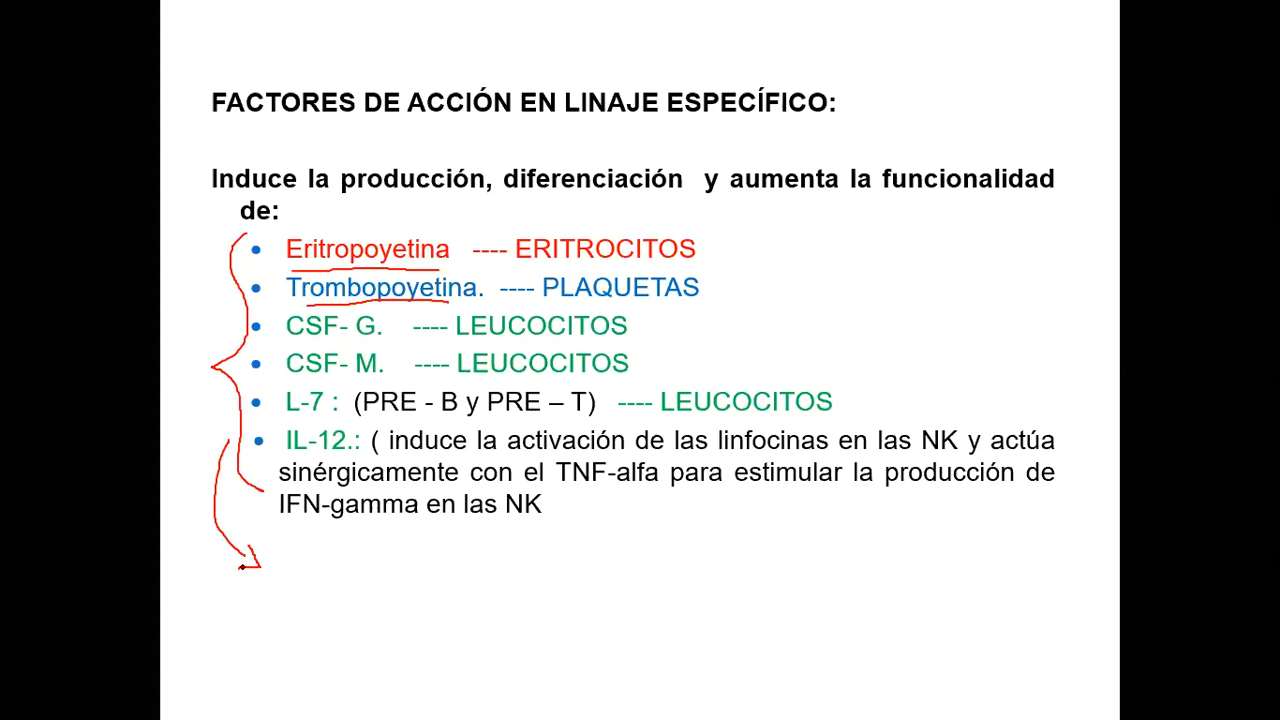 FACTORES DE ACCIÓN EN LINAJE ESPECÍFICO:
Induce la producción, diferenciación y aumenta la funcionalidad
de:
• Eritropoyetina ---- ERITROCITOS
• Trombopoyetina. ---- PLAQUETAS
• CSF- G. ---- LEUCOCITOS
• CSF- M. ---- LEUCOCITOS
• L-7 : (PRE - B y PRE – T) ---- LEUCOCITOS
• IL-12.: ( induce la activación de las linfocinas en las NK y actúa
sinérgicamente con el TNF-alfa para estimular la producción de
IFN-gamma en las NK